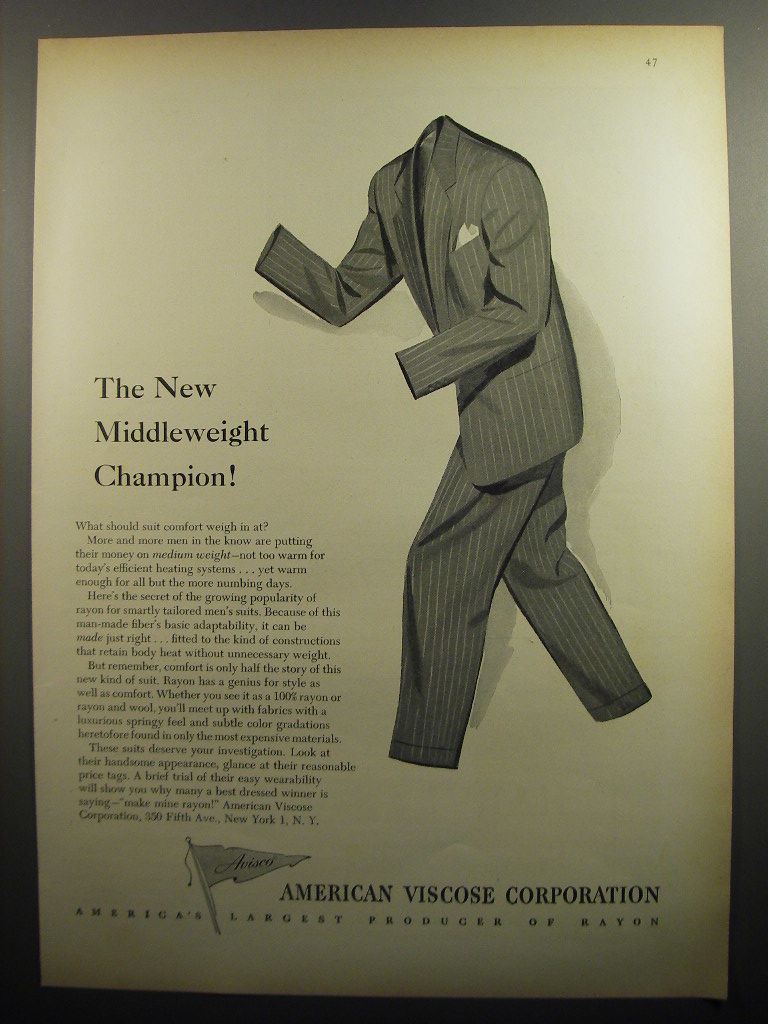 47
The New
Middleweight
Champion!
What should suit comfort weigh in at?
More and more men in the know are putting
their money on medium weight—not too warm for
today's efficient heating systems . . . yet warm
enough for all but the more numbing days.
Here's the secret of the growing popularity of
rayon for smartly tailored men's suits. Because of this
man-made fiber's basic adaptability, it can be
made just right . . . fitted to the kind of constructions
that retain body heat without unnecessary weight.
But remember, comfort is only half the story of this
new kind of suit. Rayon has a genius for style as
well as comfort. Whether you see it as a 100% rayon or
rayon and wool, you'll meet up with fabrics with a
luxurious springy feel and subtle color gradations
heretofore found in only the most expensive materials.
These suits deserve your investigation. Look at
their handsome appearance, glance at their reasonable
price tags. A brief trial of their easy wearability
will show you why many a best dressed winner is
saying—"make mine rayon!" American Viscose
Corporation, 350 Fifth Ave., New York 1, N. Y.
Avisco
AMERICAN VISCOSE CORPORATION
AMERICA'S LARGEST PRODUCER OF RAYON